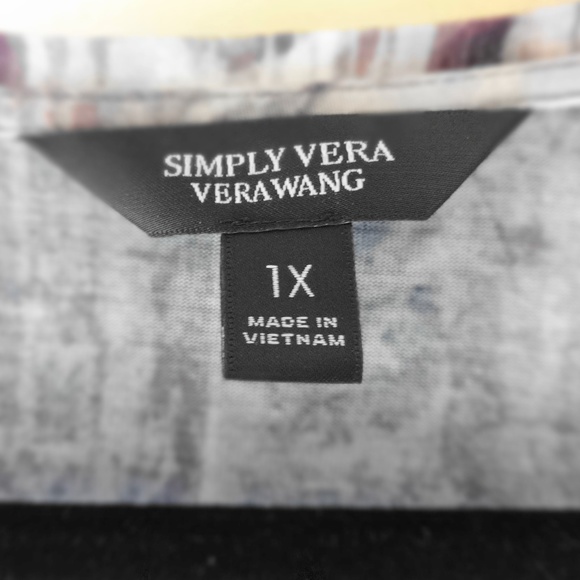 SIMPLY VERA
VERAWANG
1X
MADE IN
VIETNAM